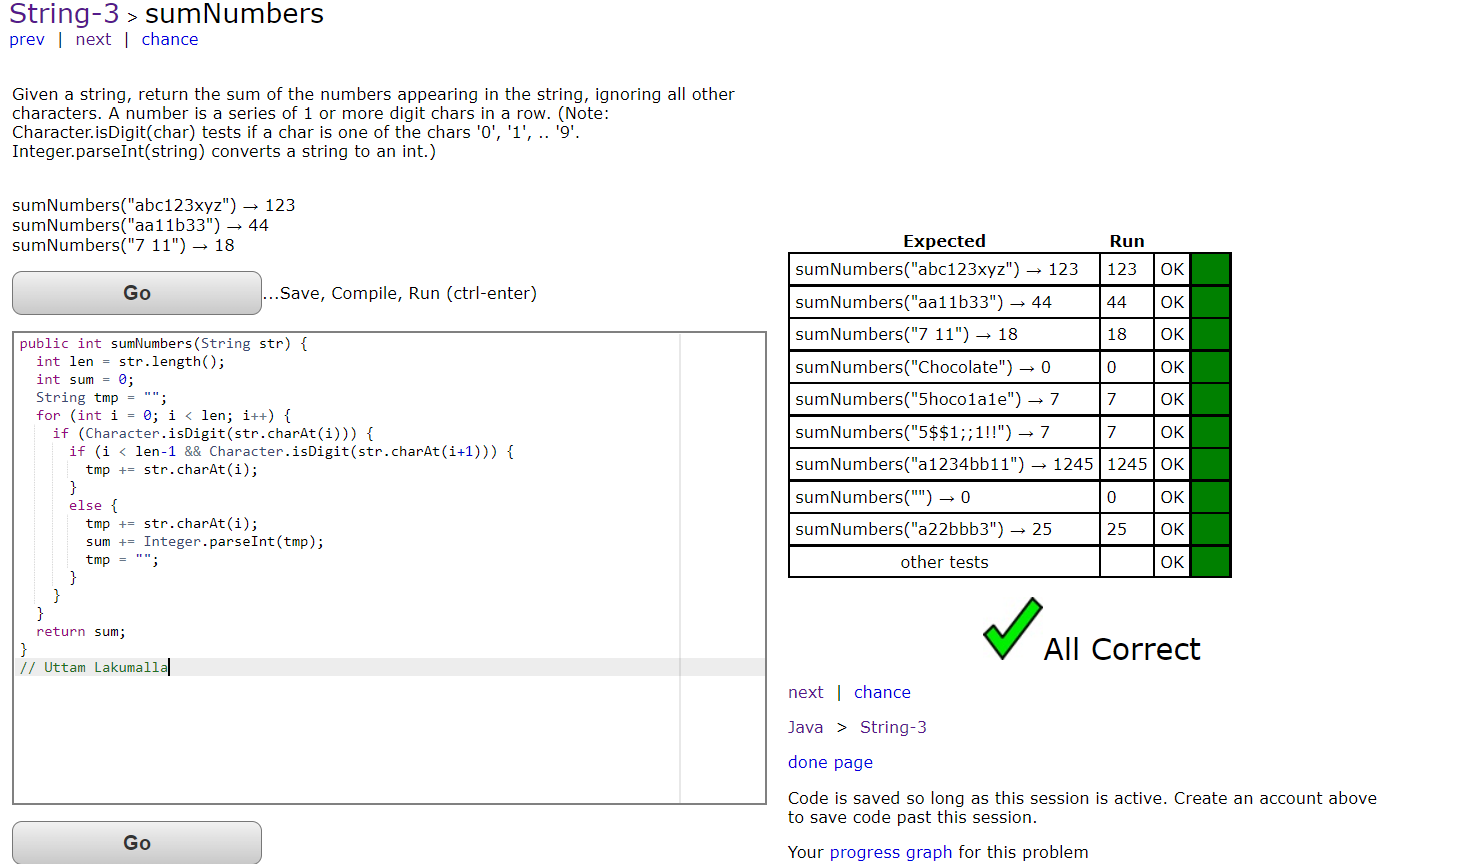 String-3 > sumNumbers
prev | next | chance
Given a string, return the sum of the numbers appearing in the string, ignoring all other
characters. A number is a series of 1 or more digit chars in a row. (Note:
Character.isDigit(char) tests if a char is one of the chars '0', '1', .. '9'.
Integer.parseInt(string) converts a string to an int.)
sumNumbers("abc123xyz") → 123
sumNumbers("aa11b33") → 44
sumNumbers("7 11") → 18
Go ...Save, Compile, Run (ctrl-enter)
public int sumNumbers(String str) {
  int len = str.length();
  int sum = 0;
  String tmp = "";
  for (int i = 0; i < len; i++) {
    if (Character.isDigit(str.charAt(i))) {
      if (i < len-1 && Character.isDigit(str.charAt(i+1))) {
        tmp += str.charAt(i);
      }
      else {
        tmp += str.charAt(i);
        sum += Integer.parseInt(tmp);
        tmp = "";
      }
    }
  }
  return sum;
}
// Uttam Lakumalla
Go
Expected Run
sumNumbers("abc123xyz") → 123 123 OK
sumNumbers("aa11b33") → 44 44 OK
sumNumbers("7 11") → 18 18 OK
sumNumbers("Chocolate") → 0 0 OK
sumNumbers("5hoco1a1e") → 7 7 OK
sumNumbers("5$$1;;1!!") → 7 7 OK
sumNumbers("a1234bb11") → 1245 1245 OK
sumNumbers("") → 0 0 OK
sumNumbers("a22bbb3") → 25 25 OK
other tests OK
All Correct
next | chance
Java > String-3
done page
Code is saved so long as this session is active. Create an account above
to save code past this session.
Your progress graph for this problem